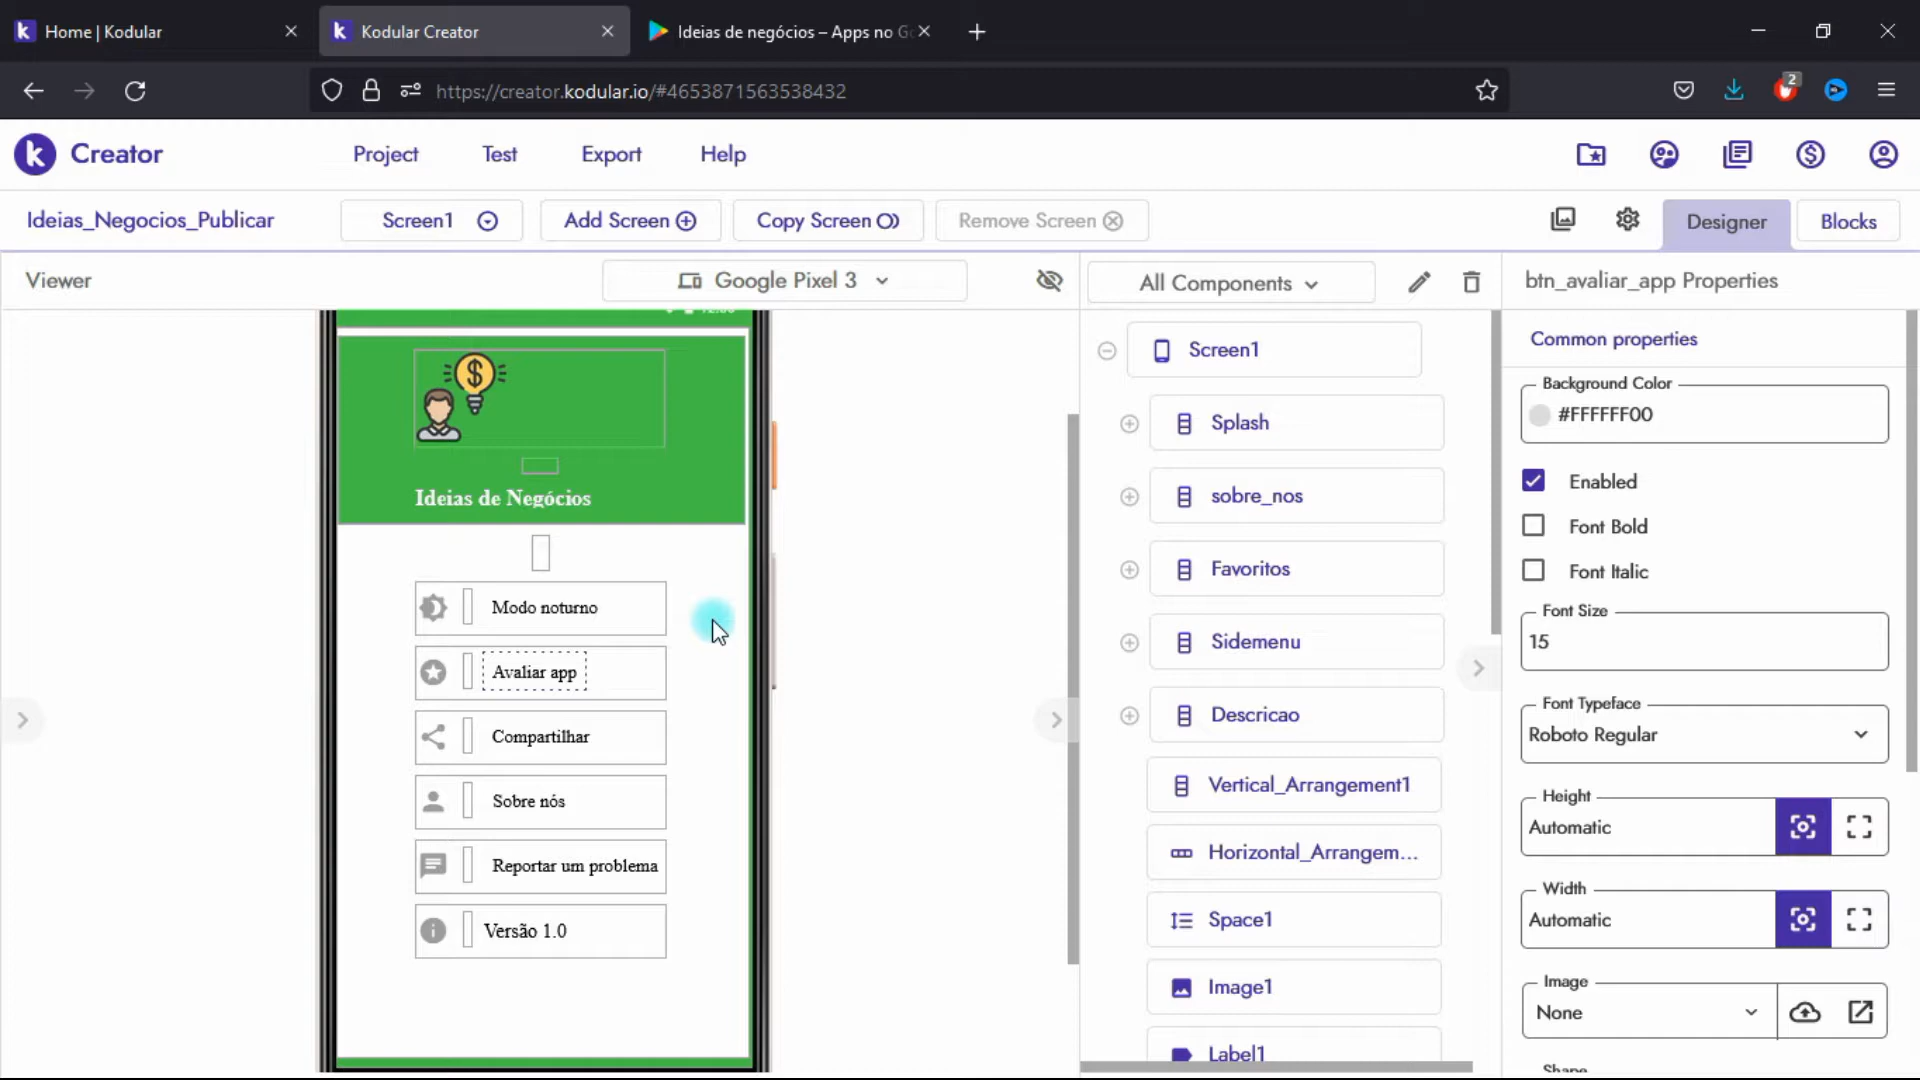 Home | Kodular
Kodular Creator
Ideias de negócios – Apps no Go
https://creator.kodular.io/#4653871563538432
2
Creator
Project
Test
Export
Help
Ideias_Negocios_Publicar
Screen1
Add Screen
Copy Screen
Remove Screen
Designer
Blocks
Viewer
Google Pixel 3
All Components
btn_avaliar_app Properties
Ideias de Negócios
Modo noturno
Avaliar app
Compartilhar
Sobre nós
Reportar um problema
Versão 1.0
Screen1
Splash
sobre_nos
Favoritos
Sidemenu
Descricao
Vertical_Arrangement1
Horizontal_Arrangem...
Space1
Image1
Label1
Common properties
Background Color
#FFFFFF00
Enabled
Font Bold
Font Italic
Font Size
15
Font Typeface
Roboto Regular
Height
Automatic
Width
Automatic
Image
None
Shape